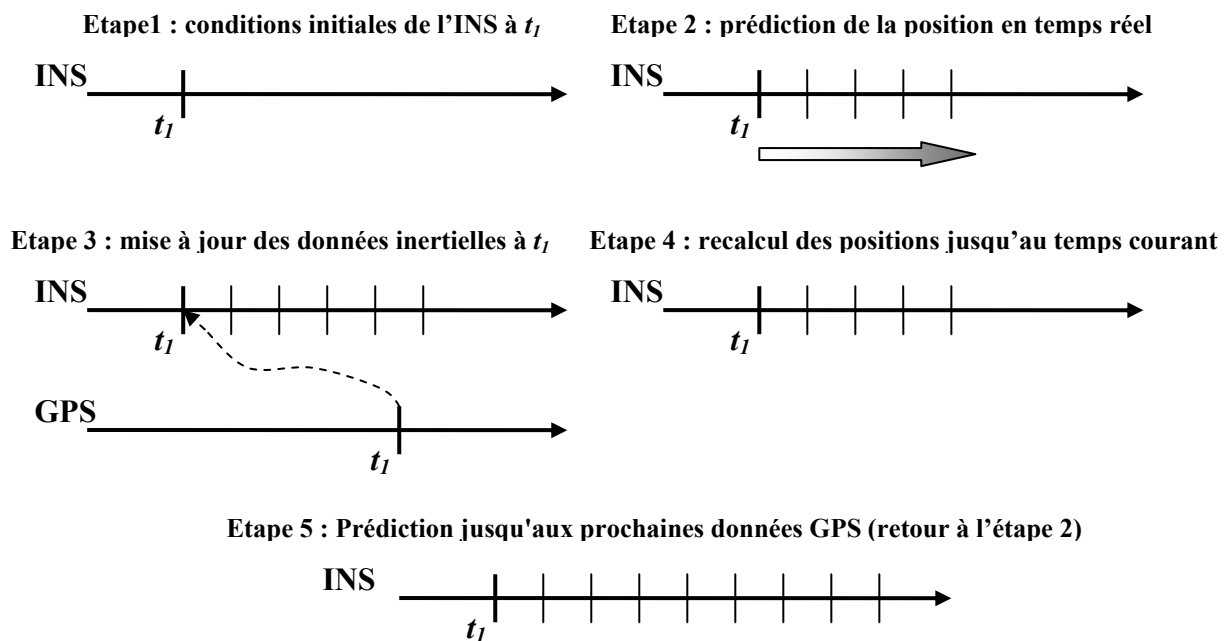 Etape1 : conditions initiales de l’INS à t1
Etape 2 : prédiction de la position en temps réel
INS
t1
INS
t1
Etape 3 : mise à jour des données inertielles à t1
Etape 4 : recalcul des positions jusqu’au temps courant
INS
t1
GPS
t1
INS
t1
Etape 5 : Prédiction jusqu'aux prochaines données GPS (retour à l’étape 2)
INS
t1